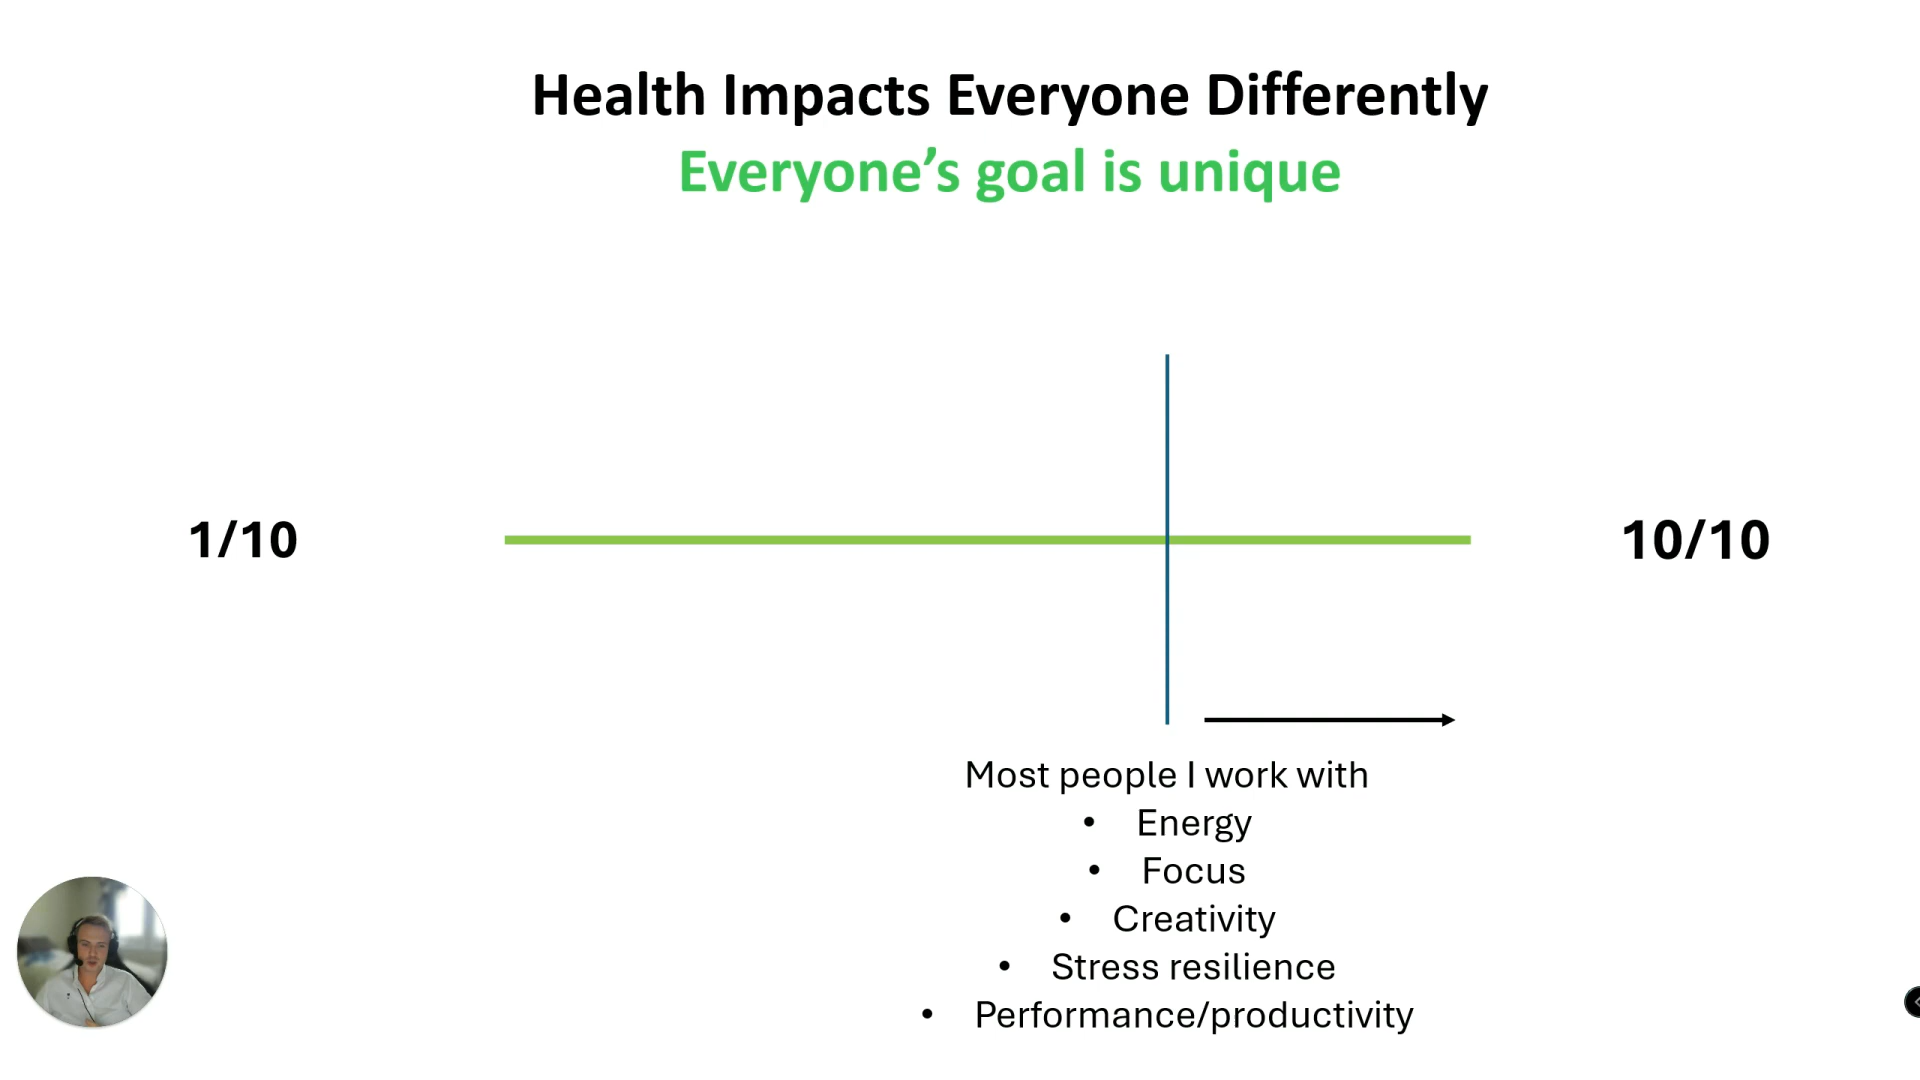 Health Impacts Everyone Differently
Everyone’s goal is unique
1/10
10/10
Most people I work with
• Energy
• Focus
• Creativity
• Stress resilience
• Performance/productivity